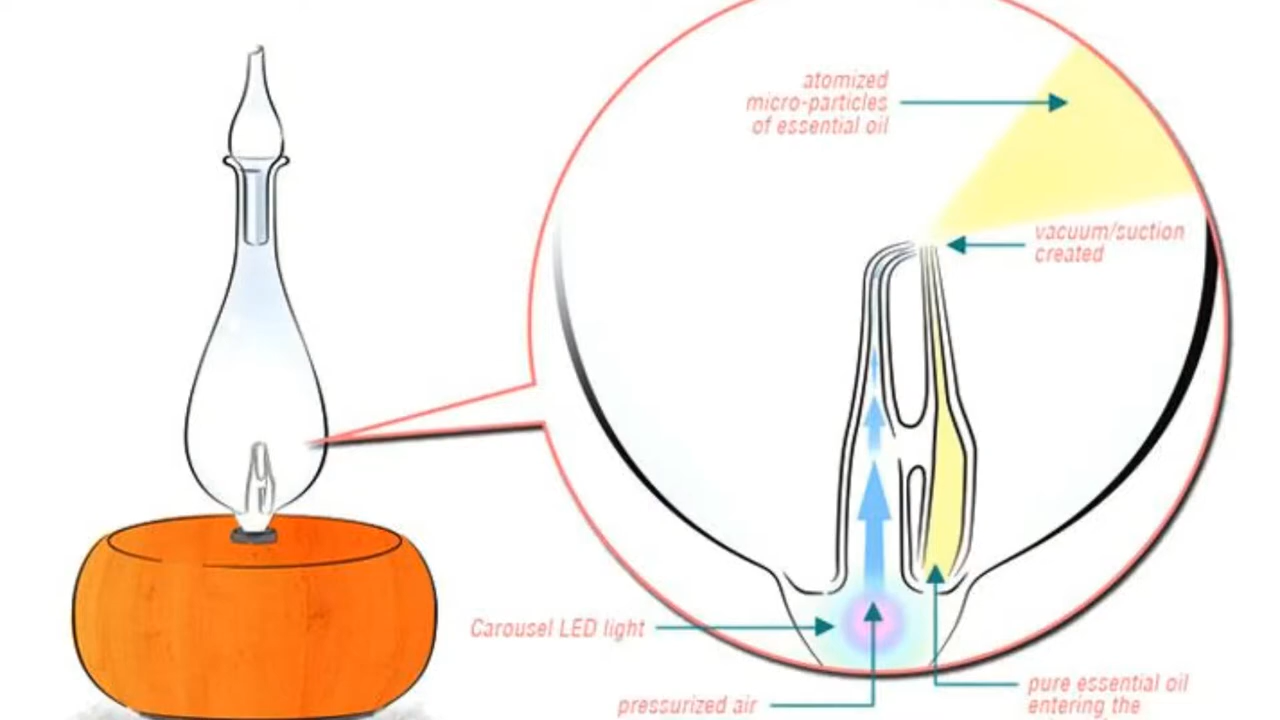 atomized
micro-particles
of essential oil
vacuum/suction
created
Carousel LED light
pressurized air
pure essential oil
entering the